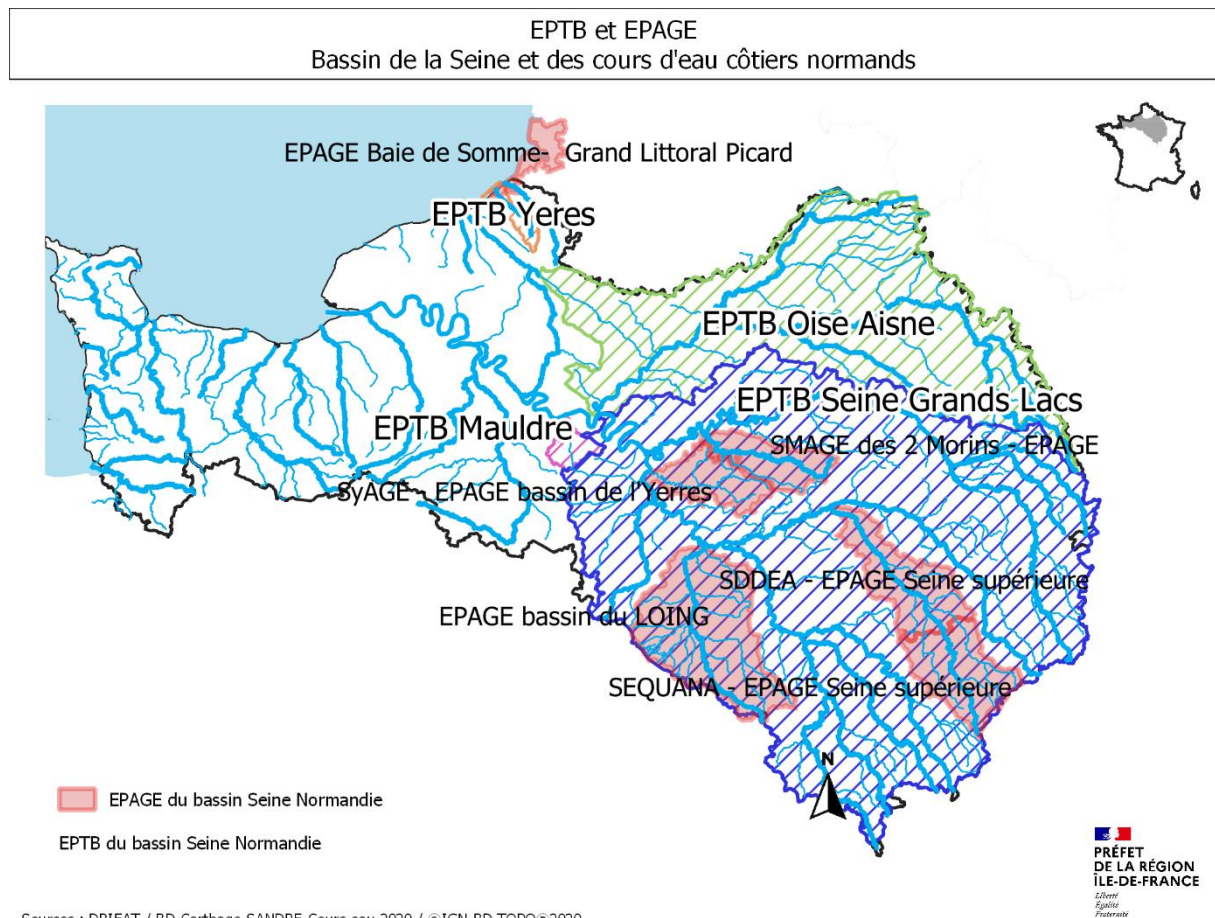 EPTB et EPAGE
Bassin de la Seine et des cours d'eau côtiers normands
EPAGE Baie de Somme- Grand Littoral Picard
EPTB Yeres
EPTB Oise Aisne
EPTB Seine Grands Lacs
EPTB Mauldre
SMAGE des 2 Morins - EPAGE
SyAGE - EPAGE bassin de l'Yerres
SDDEA - EPAGE Seine supérieure
EPAGE bassin du LOING
SEQUANA - EPAGE Seine supérieure
N
EPAGE du bassin Seine Normandie
EPTB du bassin Seine Normandie
PRÉFET
DE LA RÉGION
ÎLE-DE-FRANCE
Liberté
Égalité
Fraternité